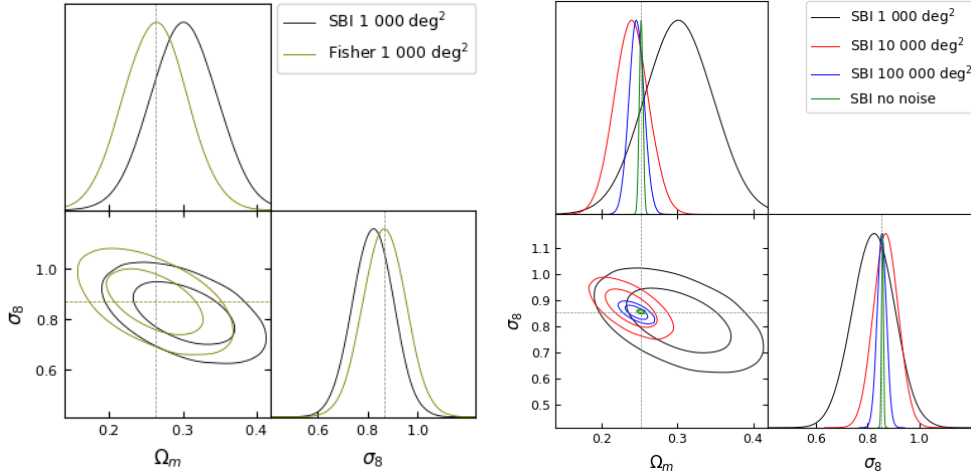 SBI 1 000 deg²
Fisher 1 000 deg²
1.0
0.8
0.6
σ₈
0.2
0.3
0.4
Ωₘ
0.6
0.8
1.0
σ₈
SBI 1 000 deg²
SBI 10 000 deg²
SBI 100 000 deg²
SBI no noise
1.1
1.0
0.9
0.8
0.7
0.6
0.5
σ₈
0.2
0.3
0.4
Ωₘ
0.6
0.8
1.0
σ₈